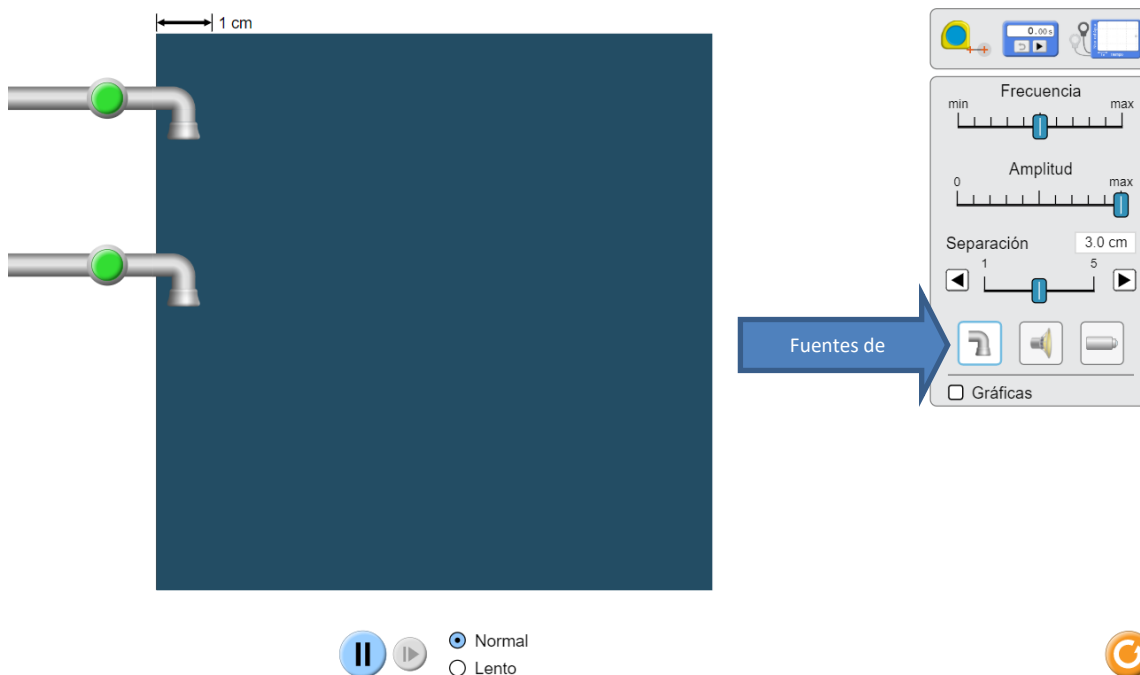 1 cm
0.00 s
Frecuencia
min max
Amplitud
0 max
Separación 3.0 cm
1 5
Fuentes de
Gráficas
Normal
Lento